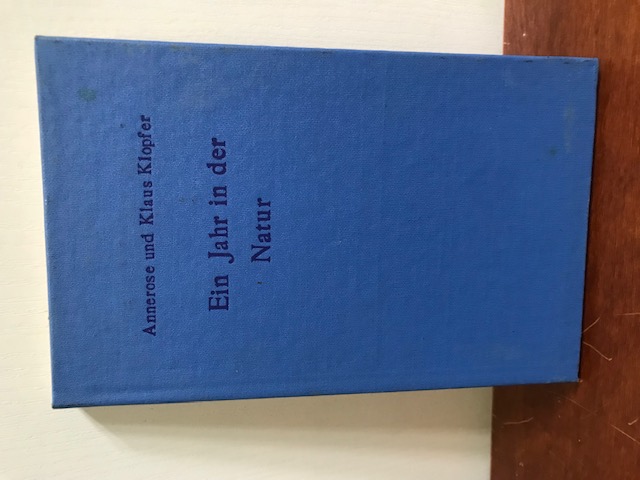 Annerose und Klaus Klopfer
Ein Jahr in der
Natur